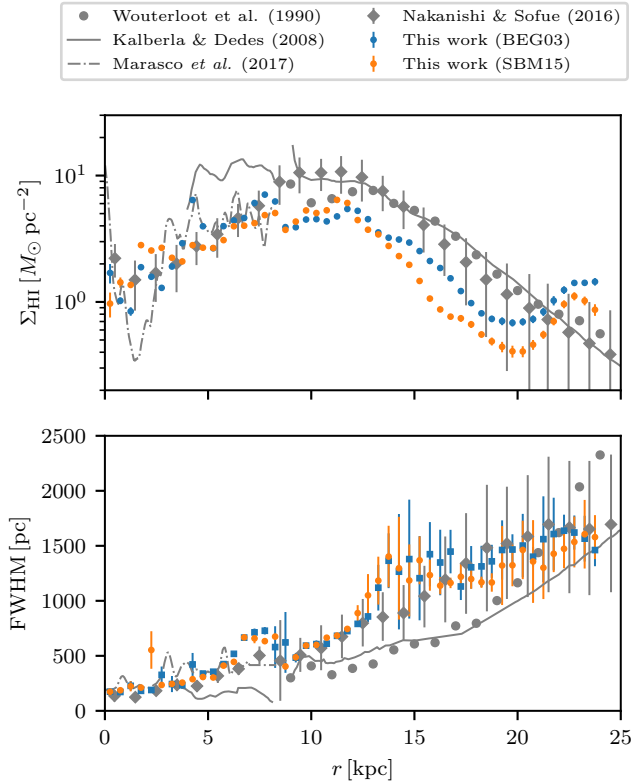 Wouterloot et al. (1990)
Kalberla & Dedes (2008)
Marasco et al. (2017)
Nakanishi & Sofue (2016)
This work (BEG03)
This work (SBM15)
Σ_HI [M_⊙ pc⁻²]
10¹
10⁰
FWHM [pc]
2500
2000
1500
1000
500
0
0 5 10 15 20 25
r [kpc]